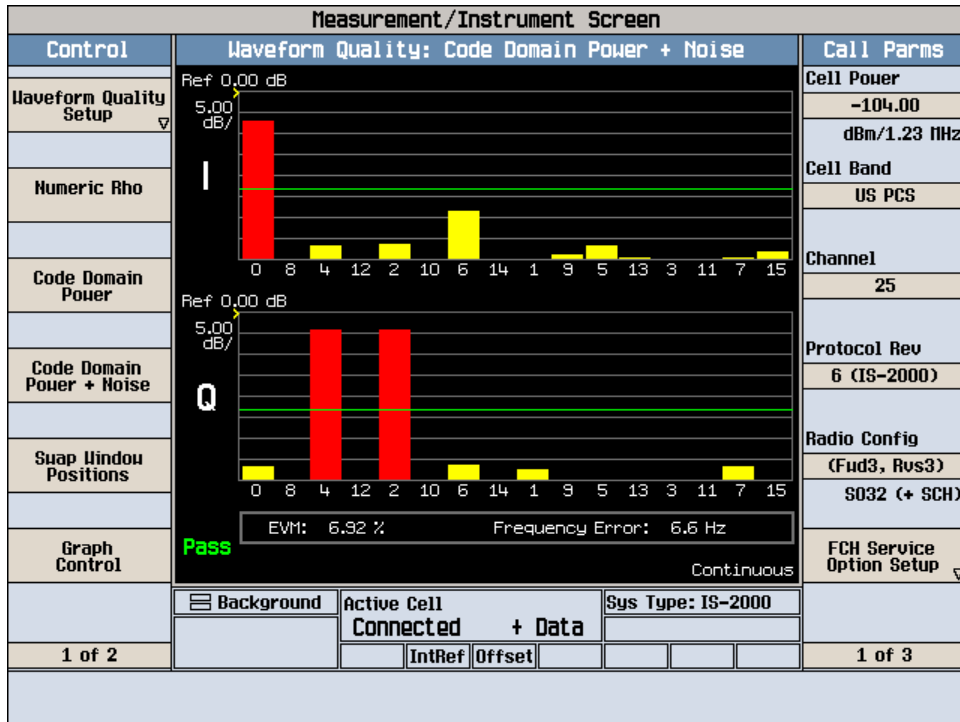 Measurement/Instrument Screen
Control
Waveform Quality: Code Domain Power + Noise
Call Parms
Waveform Quality
Setup
Numeric Rho
Code Domain
Power
Code Domain
Power + Noise
Swap Window
Positions
Graph
Control
1 of 2
Ref 0.00 dB
5.00
dB/
I
0 8 4 12 2 10 6 14 1 9 5 13 3 11 7 15
Ref 0.00 dB
5.00
dB/
Q
0 8 4 12 2 10 6 14 1 9 5 13 3 11 7 15
EVM: 6.92 % Frequency Error: 6.6 Hz
Pass
Continuous
Background
Active Cell
Connected + Data
Sys Type: IS-2000
IntRef Offset
Cell Power
-104.00
dBm/1.23 MHz
Cell Band
US PCS
Channel
25
Protocol Rev
6 (IS-2000)
Radio Config
(Fwd3, Rvs3)
SO32 (+ SCH)
FCH Service
Option Setup
1 of 3